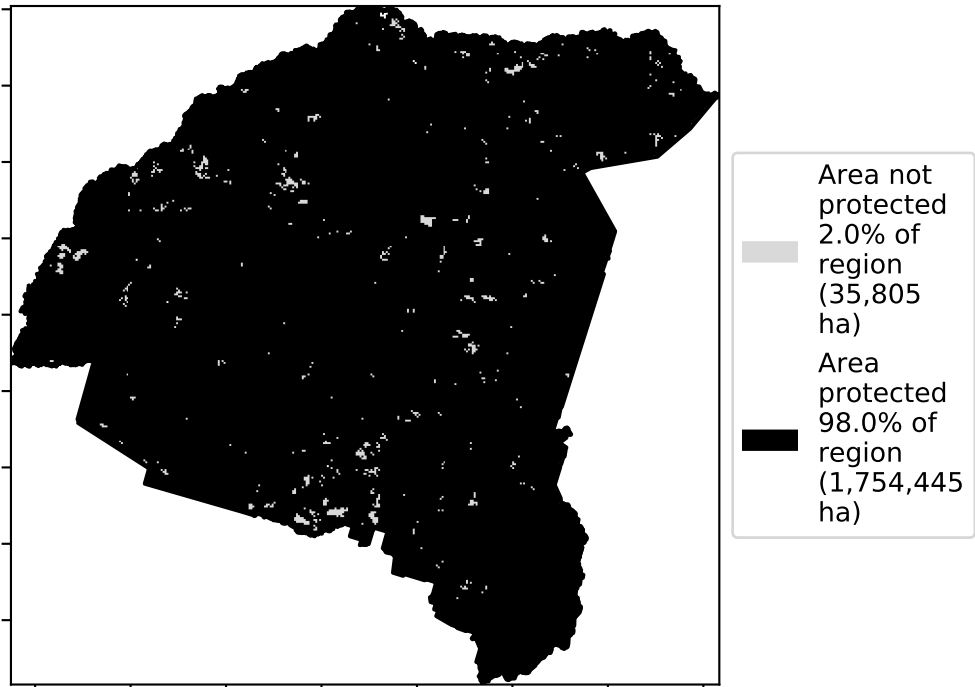 Area not
protected
2.0% of
region
(35,805
ha)
Area
protected
98.0% of
region
(1,754,445
ha)